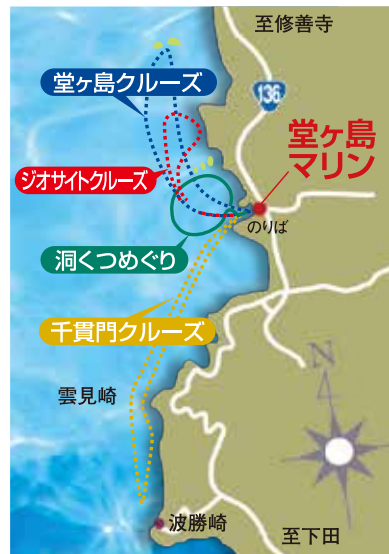 至修善寺
堂ヶ島クルーズ
136
堂ヶ島
マリン
ジオサイトクルーズ
のりば
洞くつめぐり
千貫門クルーズ
N
雲見崎
波勝崎
至下田